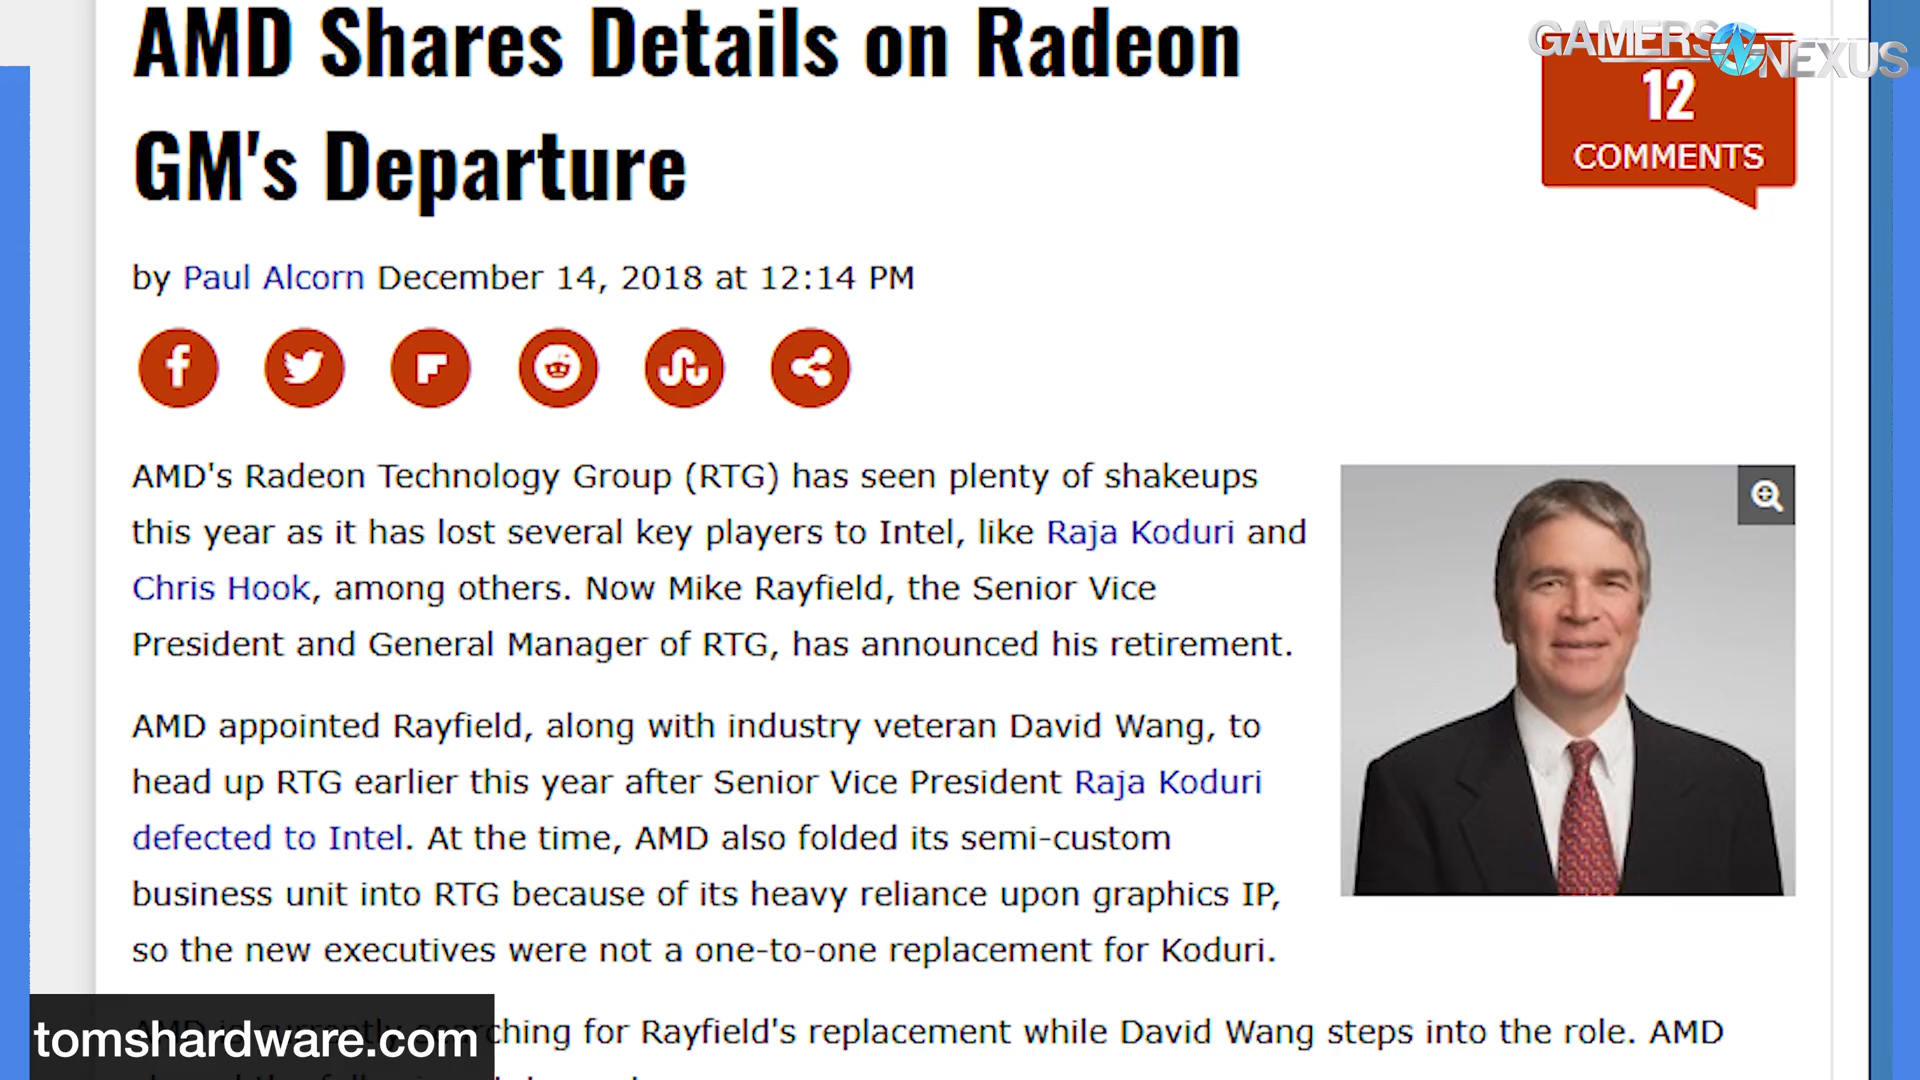 AMD Shares Details on Radeon
GM's Departure
GAMERS NEXUS
12
COMMENTS
by Paul Alcorn December 14, 2018 at 12:14 PM
AMD's Radeon Technology Group (RTG) has seen plenty of shakeups
this year as it has lost several key players to Intel, like Raja Koduri and
Chris Hook, among others. Now Mike Rayfield, the Senior Vice
President and General Manager of RTG, has announced his retirement.
AMD appointed Rayfield, along with industry veteran David Wang, to
head up RTG earlier this year after Senior Vice President Raja Koduri
defected to Intel. At the time, AMD also folded its semi-custom
business unit into RTG because of its heavy reliance upon graphics IP,
so the new executives were not a one-to-one replacement for Koduri.
AMD is currently searching for Rayfield's replacement while David Wang steps into the role. AMD
tomshardware.com